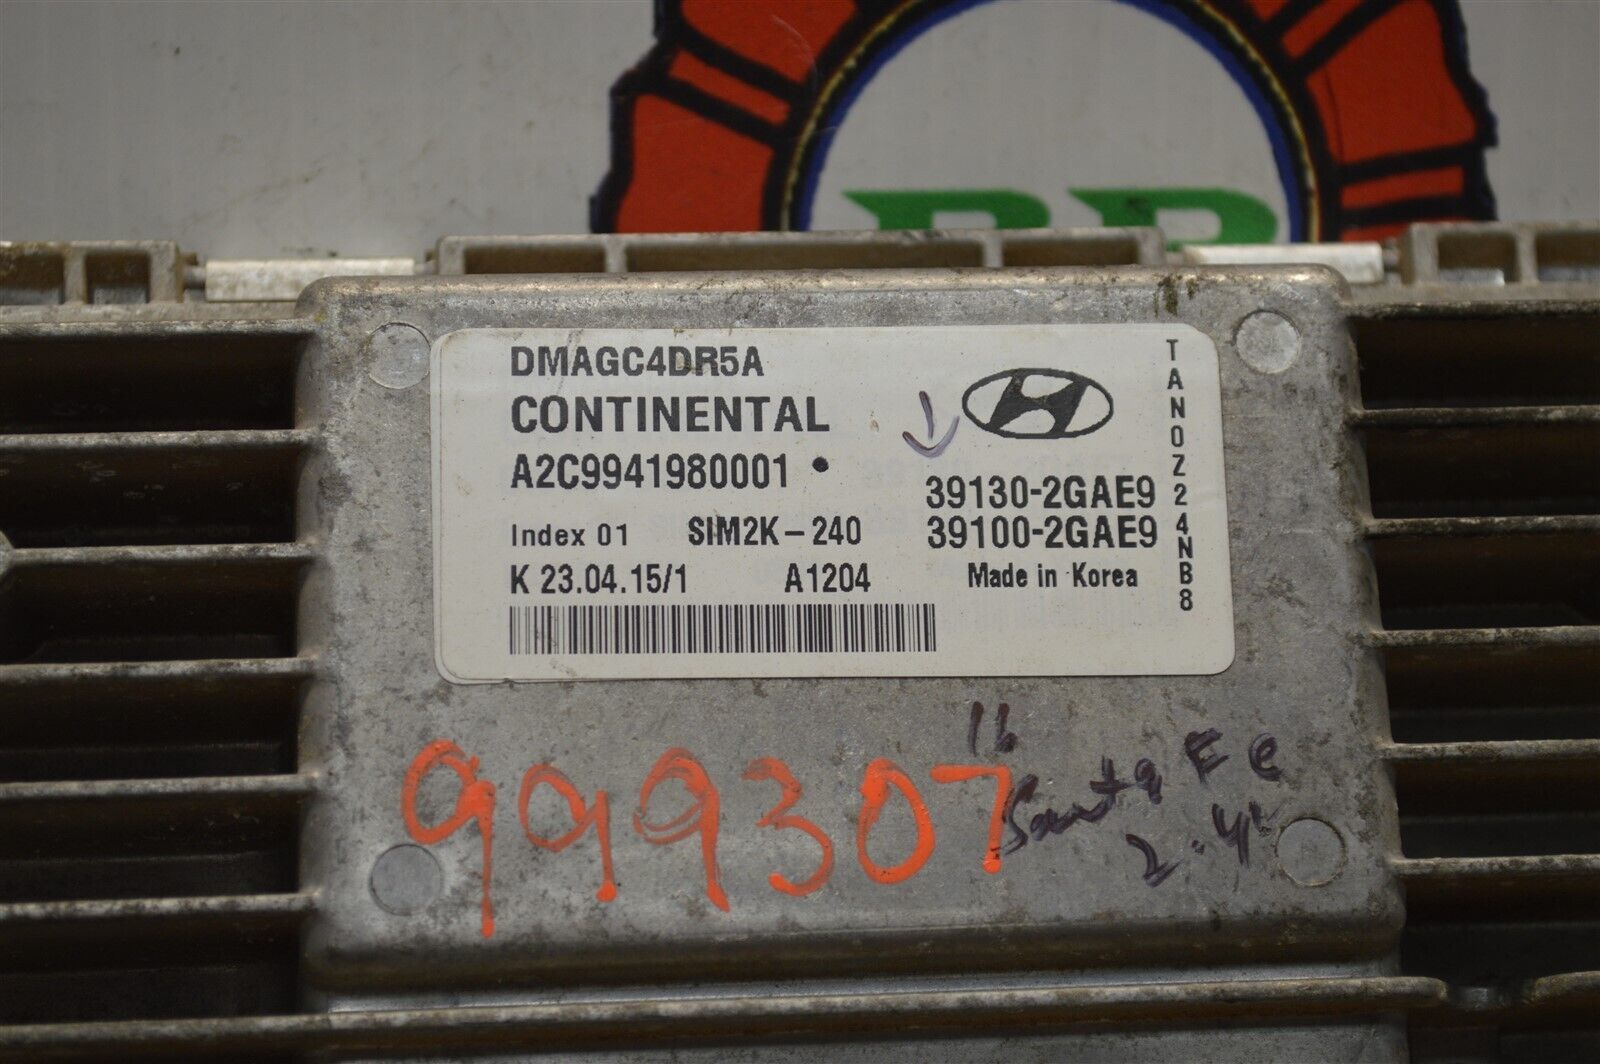 DMAGC4DR5A
CONTINENTAL
A2C9941980001
Index 01 SIM2K-240
K 23.04.15/1 A1204
39130-2GAE9
39100-2GAE9
Made in Korea
TANOZ24NB8
999307
16
Santa Fe
2.4L